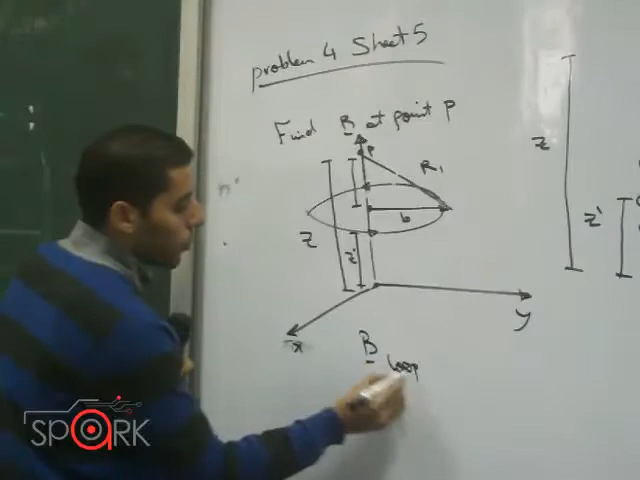 problem 4 Sheet 5
Find B at point P
P
R1
b
z
z'
z
z'
x
y
B loop
SPARK